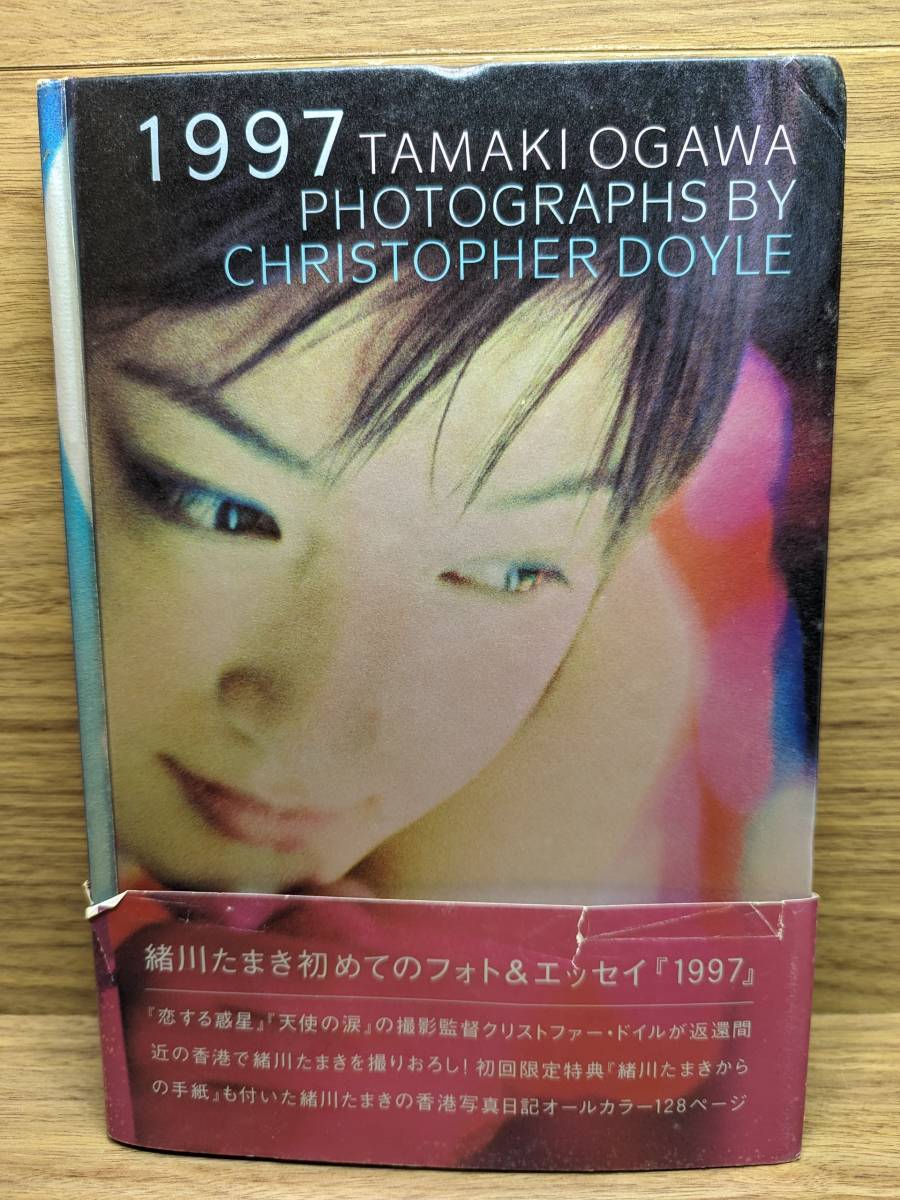 1997 TAMAKI OGAWA
PHOTOGRAPHS BY
CHRISTOPHER DOYLE
緒川たまき初めてのフォト&エッセイ『1997』
『恋する惑星』『天使の涙』の撮影監督クリストファー・ドイルが返還間
近の香港で緒川たまきを撮りおろし!初回限定特典『緒川たまきから
の手紙』も付いた緒川たまきの香港写真日記オールカラー128ページ